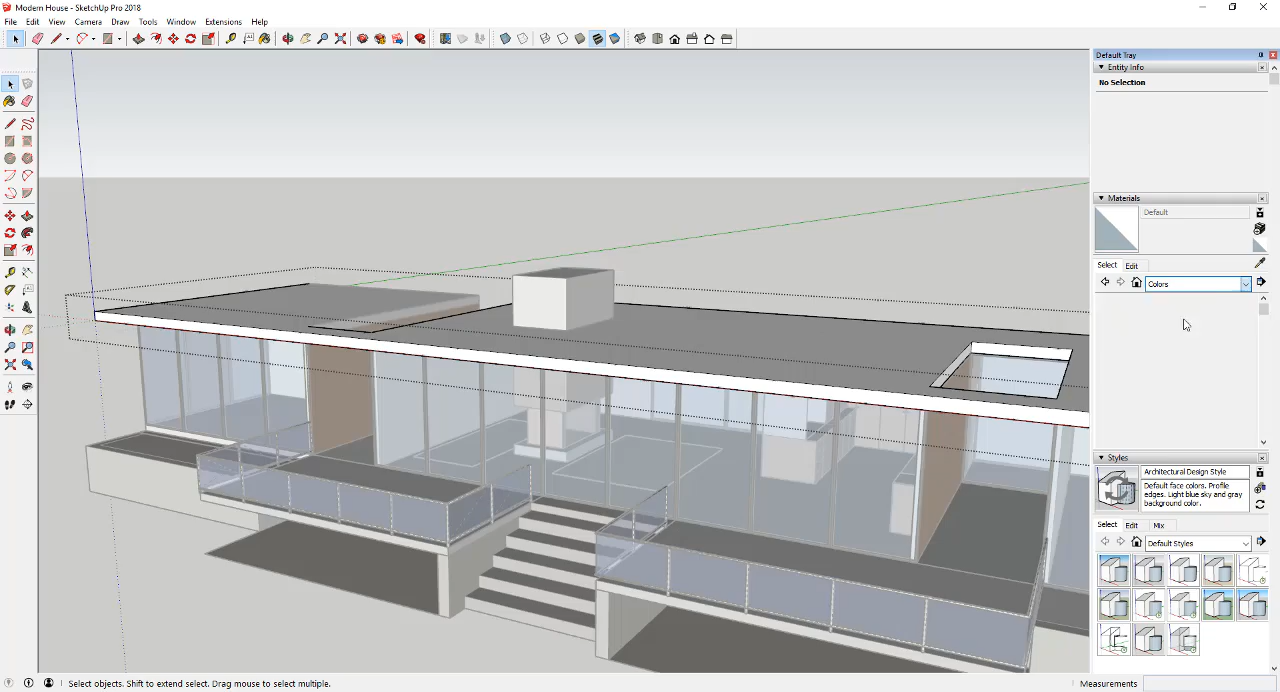 Modern House - SketchUp Pro 2018
File Edit View Camera Draw Tools Window Extensions Help
Default Tray
Entity Info
No Selection
Materials
Default
Select Edit
Colors
Styles
Architectural Design Style
Default face colors. Profile
edges. Light blue sky and gray
background color.
Select Edit Mix
Default Styles
Select objects. Shift to extend select. Drag mouse to select multiple.
Measurements